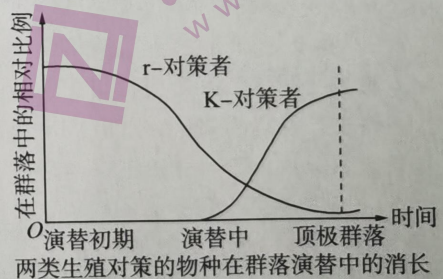 在群落中的相对比例
r-对策者
K-对策者
时间
O 演替初期 演替中 顶极群落
两类生殖对策的物种在群落演替中的消长